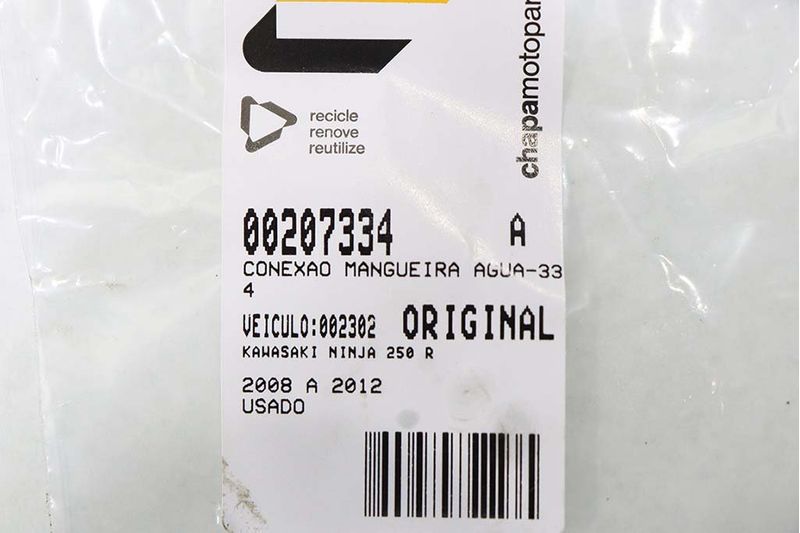 recicle
renove
reutilize
chapamotopar
00207334 A
CONEXAO MANGUEIRA AGUA-33
4
VEICULO:002302 ORIGINAL
KAWASAKI NINJA 250 R
2008 A 2012
USADO